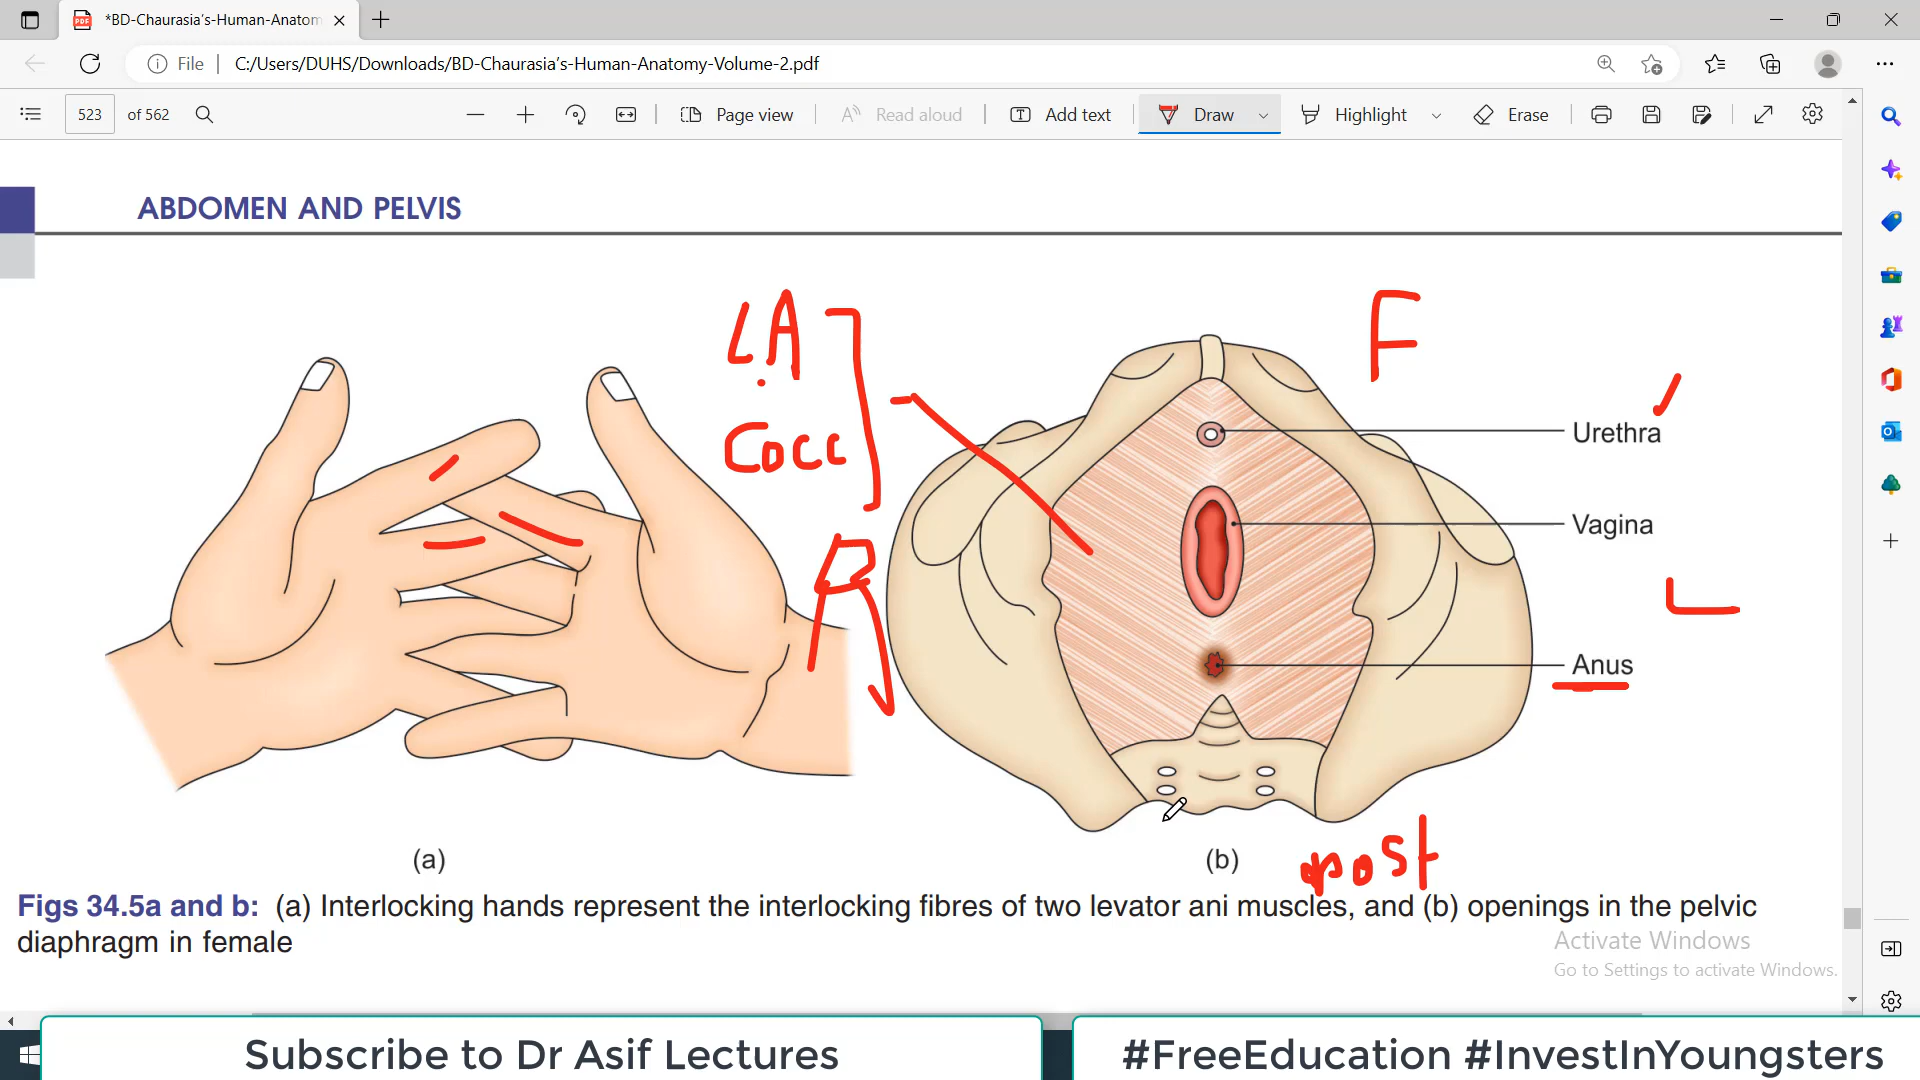 *BD-Chaurasia's-Human-Anatom
File
C:/Users/DUHS/Downloads/BD-Chaurasia's-Human-Anatomy-Volume-2.pdf
523 of 562
Page view
Read aloud
Add text
Draw
Highlight
Erase
ABDOMEN AND PELVIS
LA
F
Urethra
Cocc
Vagina
Anus
(a)
(b)
post
Figs 34.5a and b: (a) Interlocking hands represent the interlocking fibres of two levator ani muscles, and (b) openings in the pelvic
diaphragm in female
Activate Windows
Go to Settings to activate Windows.
Subscribe to Dr Asif Lectures
#FreeEducation #InvestInYoungsters